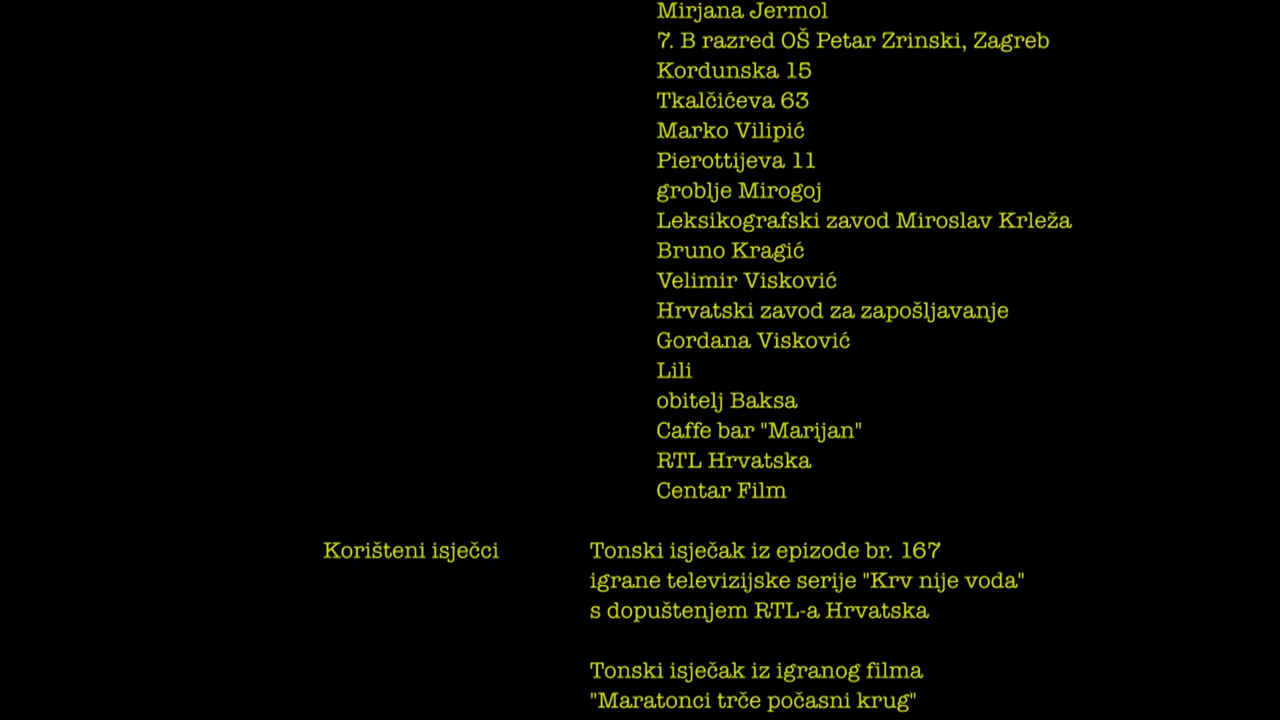 Mirjana Jermol
7. B razred OŠ Petar Zrinski, Zagreb
Kordunska 15
Tkalčićeva 63
Marko Vilipić
Pierottijeva 11
groblje Mirogoj
Leksikografski zavod Miroslav Krleža
Bruno Kragić
Velimir Visković
Hrvatski zavod za zapošljavanje
Gordana Visković
Lili
obitelj Baksa
Caffe bar "Marijan"
RTL Hrvatska
Centar Film
Korišteni isječci
Tonski isječak iz epizode br. 167
igrane televizijske serije "Krv nije voda"
s dopuštenjem RTL-a Hrvatska
Tonski isječak iz igranog filma
"Maratonci trče počasni krug"